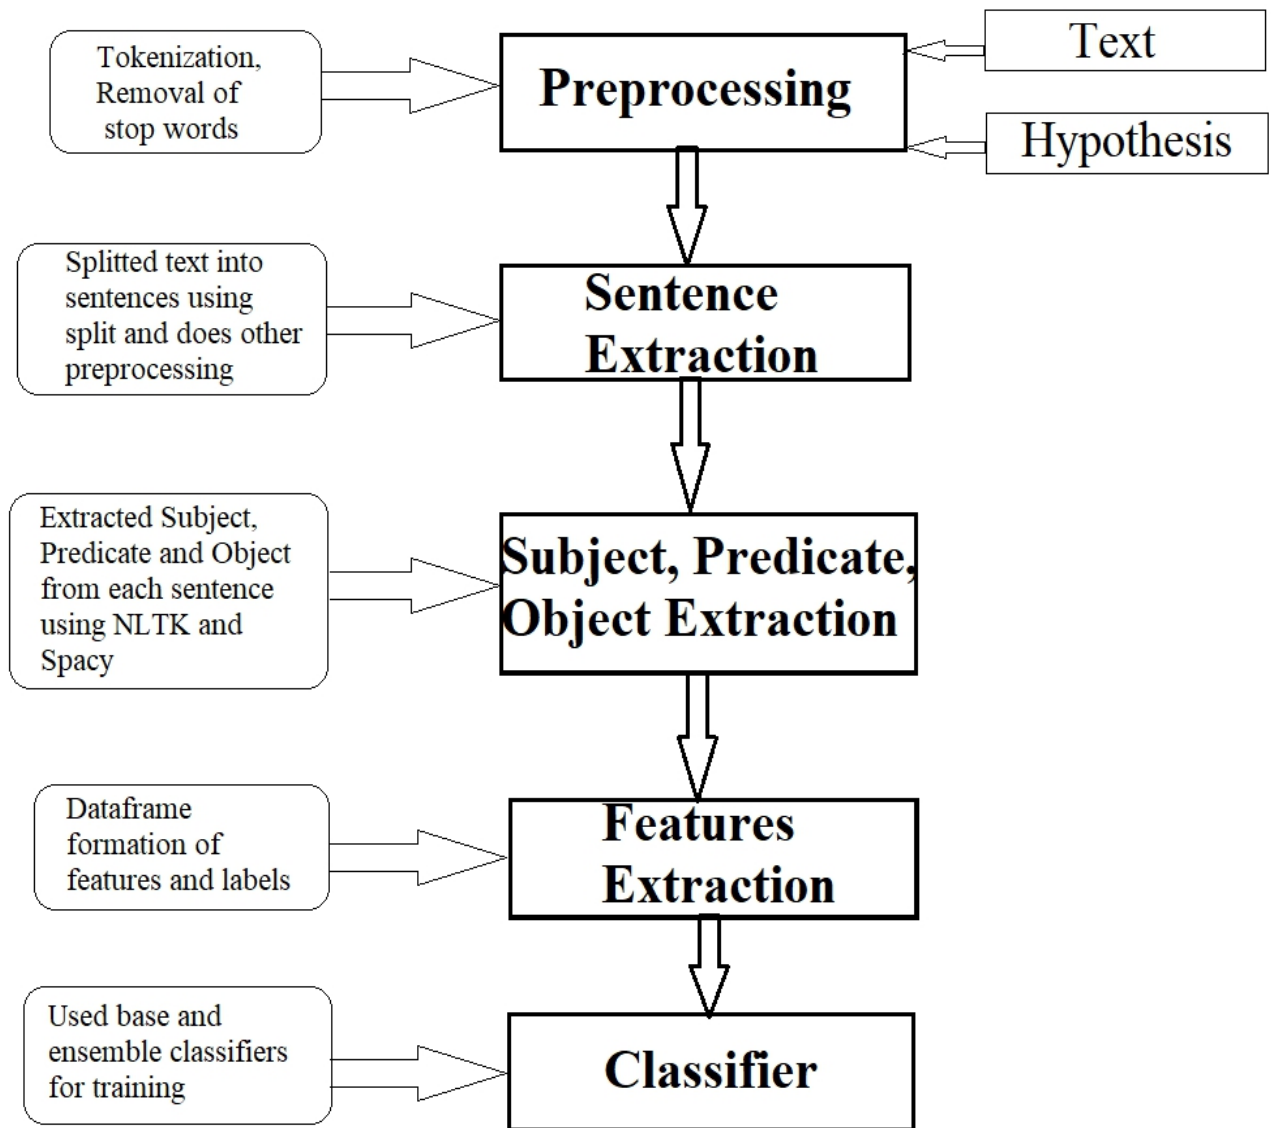 Tokenization,
Removal of
stop words
Preprocessing
Text
Hypothesis
Splitted text into
sentences using
split and does other
preprocessing
Sentence
Extraction
Extracted Subject,
Predicate and Object
from each sentence
using NLTK and
Spacy
Subject, Predicate,
Object Extraction
Dataframe
formation of
features and labels
Features
Extraction
Used base and
ensemble classifiers
for training
Classifier